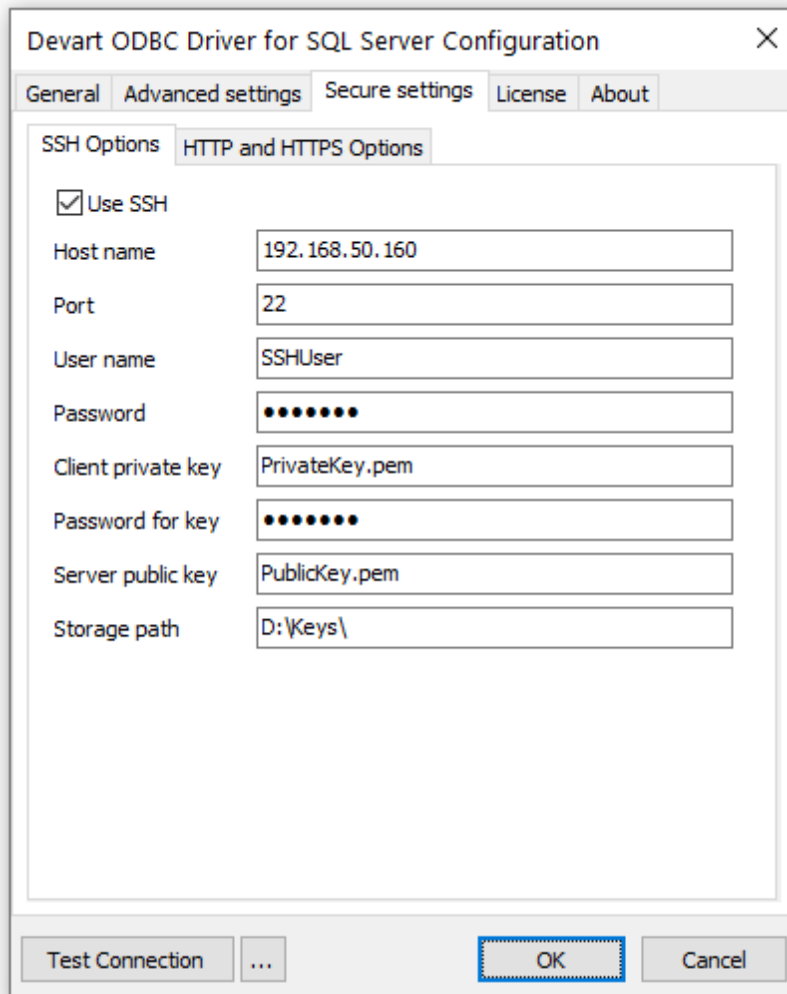 Devart ODBC Driver for SQL Server Configuration
General Advanced settings Secure settings License About
SSH Options HTTP and HTTPS Options
Use SSH
Host name 192.168.50.160
Port 22
User name SSHUser
Password •••••••
Client private key PrivateKey.pem
Password for key •••••••
Server public key PublicKey.pem
Storage path D:\Keys\
Test Connection ... OK Cancel